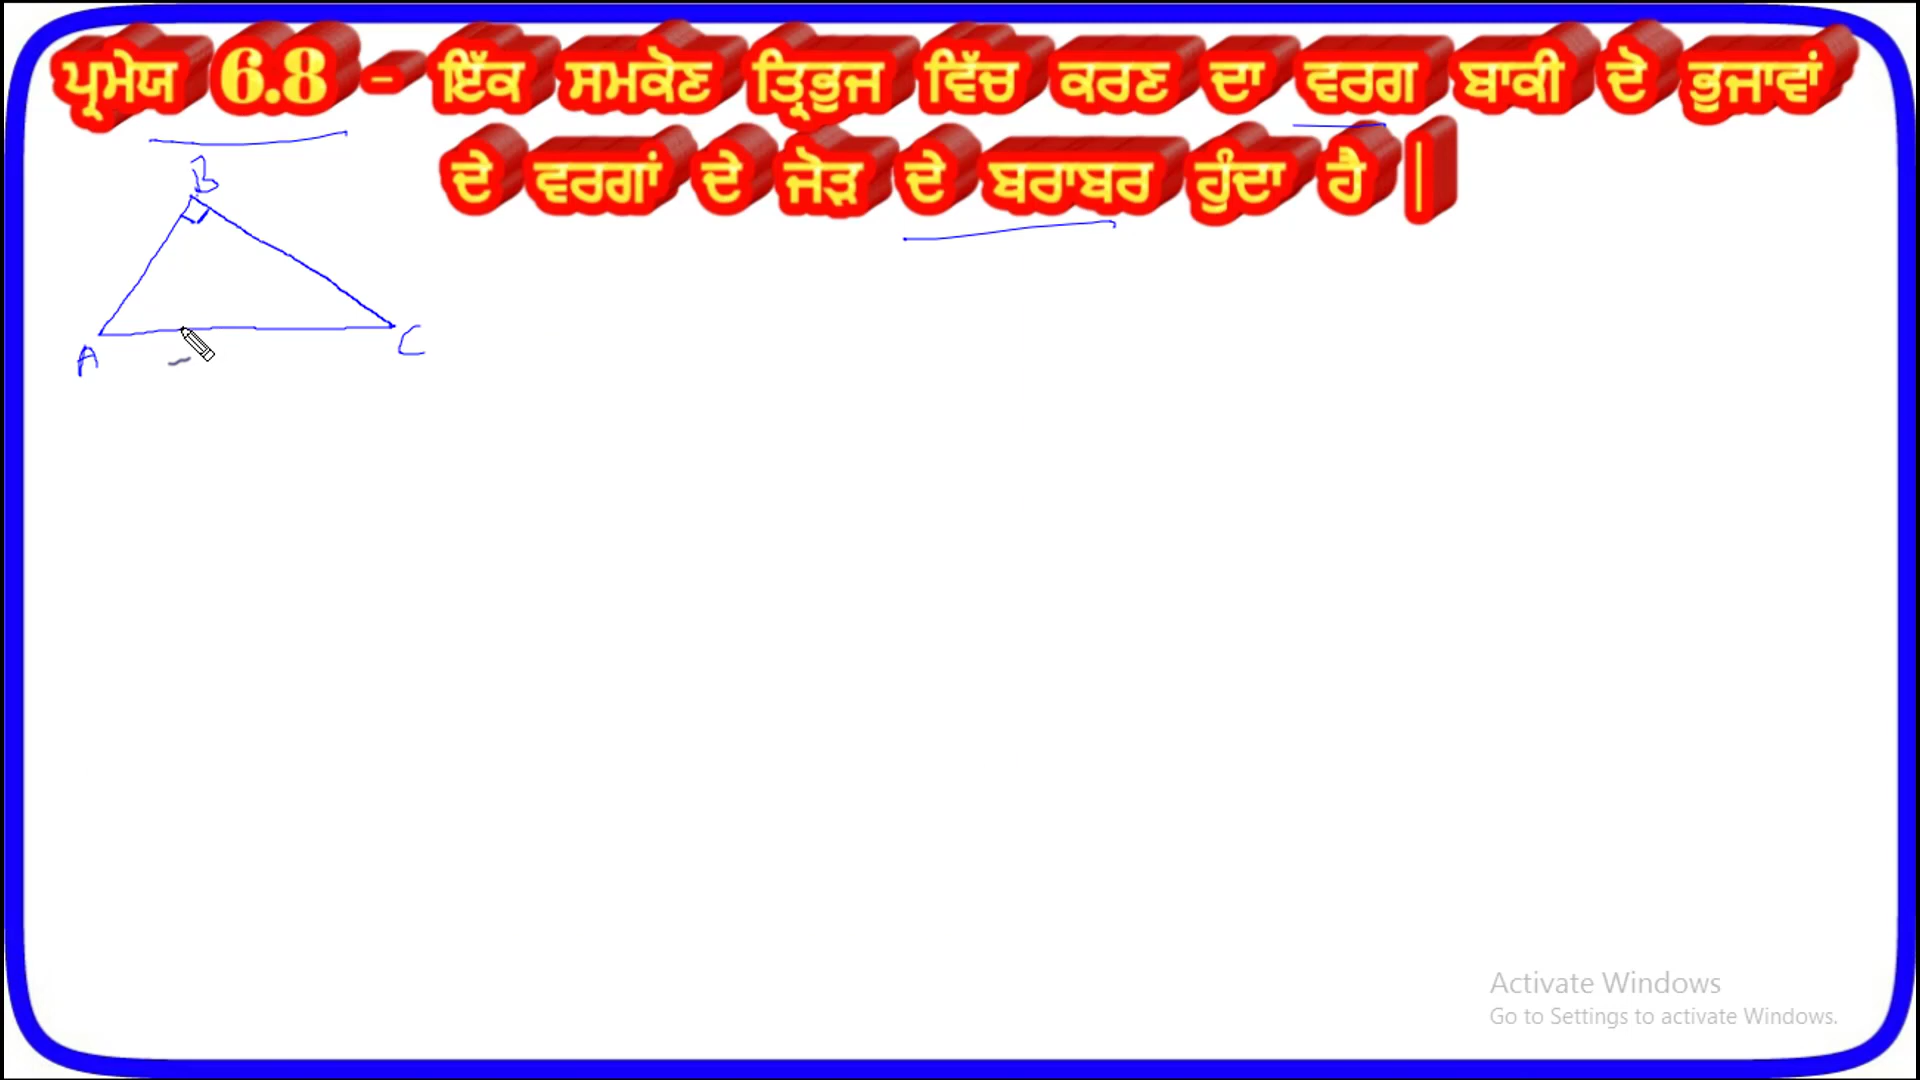 ਪ੍ਰਮੇਯ 6.8 - ਇੱਕ ਸਮਕੋਣ ਤ੍ਰਿਭੁਜ ਵਿੱਚ ਕਰਣ ਦਾ ਵਰਗ ਬਾਕੀ ਦੋ ਭੁਜਾਵਾਂ
ਦੇ ਵਰਗਾਂ ਦੇ ਜੋੜ ਦੇ ਬਰਾਬਰ ਹੁੰਦਾ ਹੈ |
B
A
C
Activate Windows
Go to Settings to activate Windows.